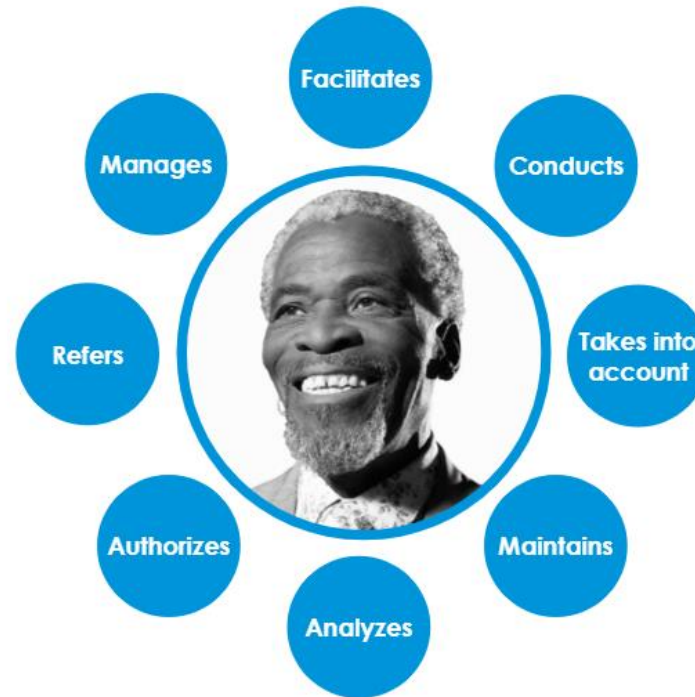 Facilitates
Conducts
Takes into
account
Maintains
Analyzes
Authorizes
Refers
Manages